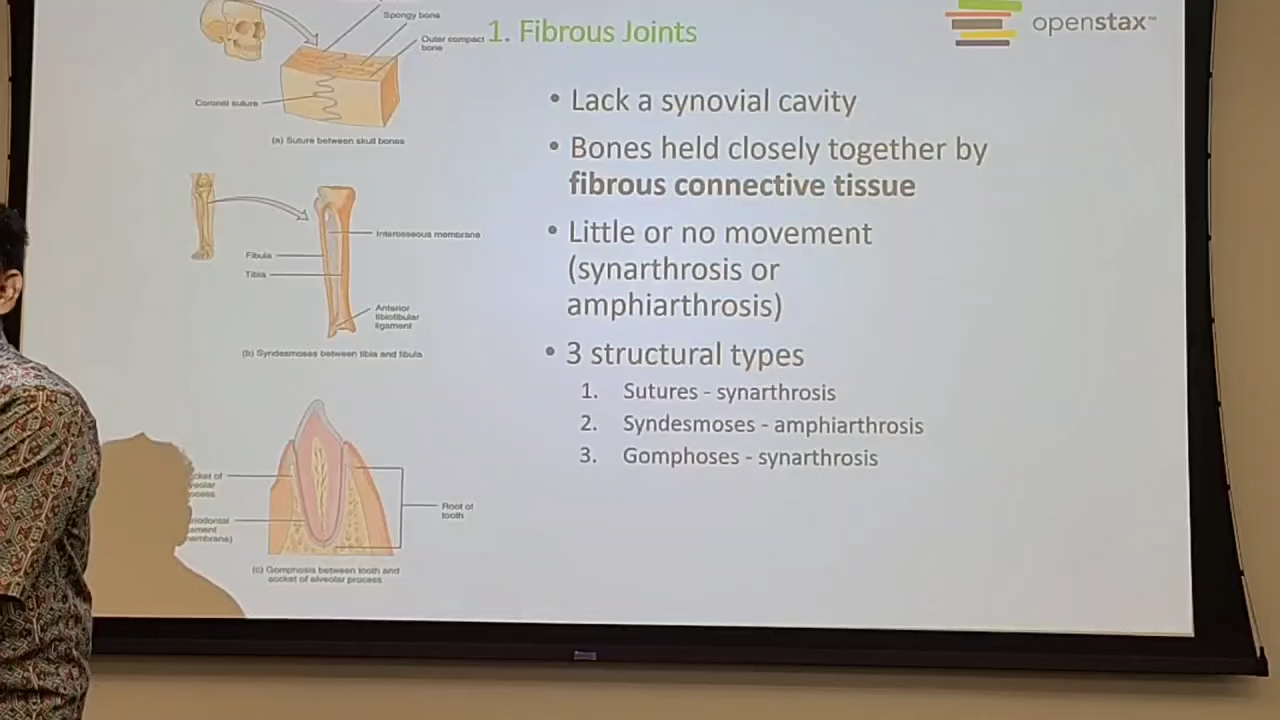 Spongy bone
Outer compact
bone
Coronal suture
(a) Suture between skull bones
Interosseous membrane
Fibula
Tibia
Anterior
tibiofibular
ligament
(b) Syndesmoses between tibia and fibula
Root of
tooth
(c) Gomphosis between tooth and
socket of alveolar process
1. Fibrous Joints
openstax™
• Lack a synovial cavity
• Bones held closely together by
fibrous connective tissue
• Little or no movement
(synarthrosis or
amphiarthrosis)
• 3 structural types
1. Sutures - synarthrosis
2. Syndesmoses - amphiarthrosis
3. Gomphoses - synarthrosis